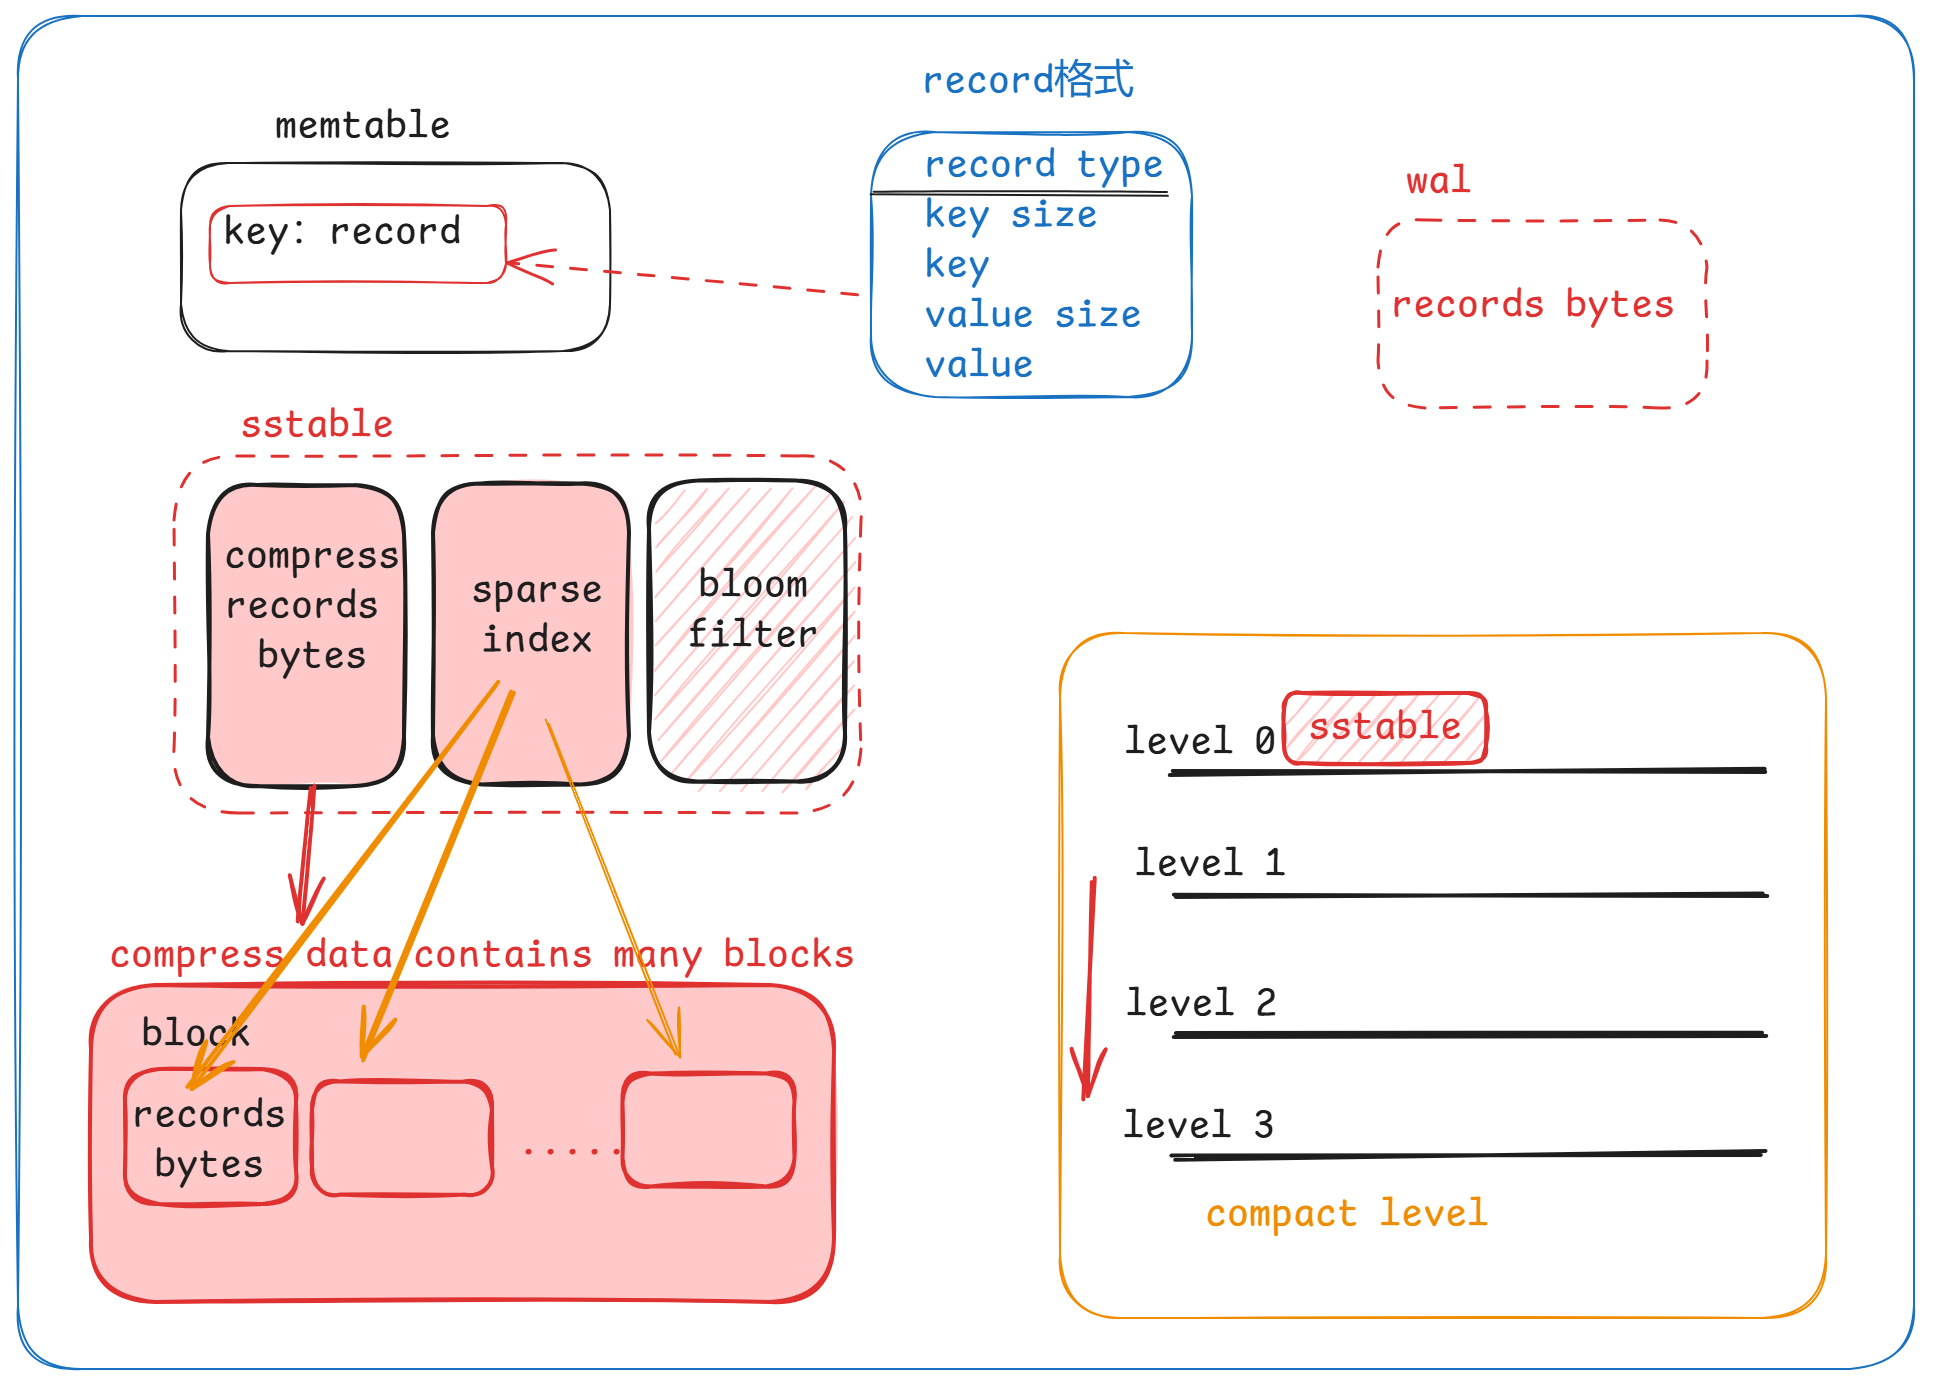 record格式
memtable
record type
wal
key: record
key size
key
value size
records bytes
value
sstable
compress
records
bytes
sparse
index
bloom
filter
level 0
sstable
level 1
compress data contains many blocks
level 2
block
records
bytes
......
level 3
compact level